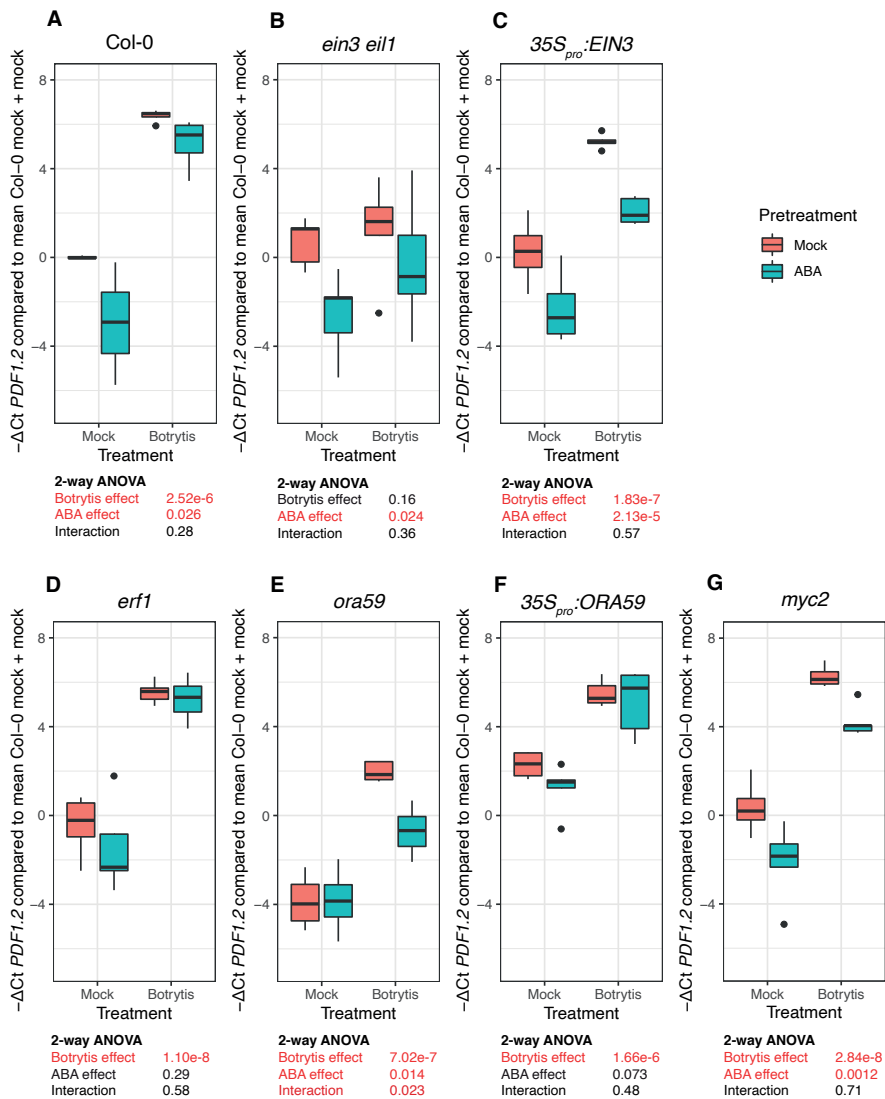 A
Col-0
−ΔCt PDF1.2 compared to mean Col−0 mock + mock
8
4
0
−4
Mock
Botrytis
Treatment
2-way ANOVA
Botrytis effect 2.52e-6
ABA effect 0.026
Interaction 0.28
B
ein3 eil1
−ΔCt PDF1.2 compared to mean Col−0 mock + mock
8
4
0
−4
Mock
Botrytis
Treatment
2-way ANOVA
Botrytis effect 0.16
ABA effect 0.024
Interaction 0.36
C
35Spro:EIN3
−ΔCt PDF1.2 compared to mean Col−0 mock + mock
8
4
0
−4
Mock
Botrytis
Treatment
2-way ANOVA
Botrytis effect 1.83e-7
ABA effect 2.13e-5
Interaction 0.57
Pretreatment
Mock
ABA
D
erf1
−ΔCt PDF1.2 compared to mean Col−0 mock + mock
8
4
0
−4
Mock
Botrytis
Treatment
2-way ANOVA
Botrytis effect 1.10e-8
ABA effect 0.29
Interaction 0.58
E
ora59
−ΔCt PDF1.2 compared to mean Col−0 mock + mock
8
4
0
−4
Mock
Botrytis
Treatment
2-way ANOVA
Botrytis effect 7.02e-7
ABA effect 0.014
Interaction 0.023
F
35Spro:ORA59
−ΔCt PDF1.2 compared to mean Col−0 mock + mock
8
4
0
−4
Mock
Botrytis
Treatment
2-way ANOVA
Botrytis effect 1.66e-6
ABA effect 0.073
Interaction 0.48
G
myc2
−ΔCt PDF1.2 compared to mean Col−0 mock + mock
8
4
0
−4
Mock
Botrytis
Treatment
2-way ANOVA
Botrytis effect 2.84e-8
ABA effect 0.0012
Interaction 0.71